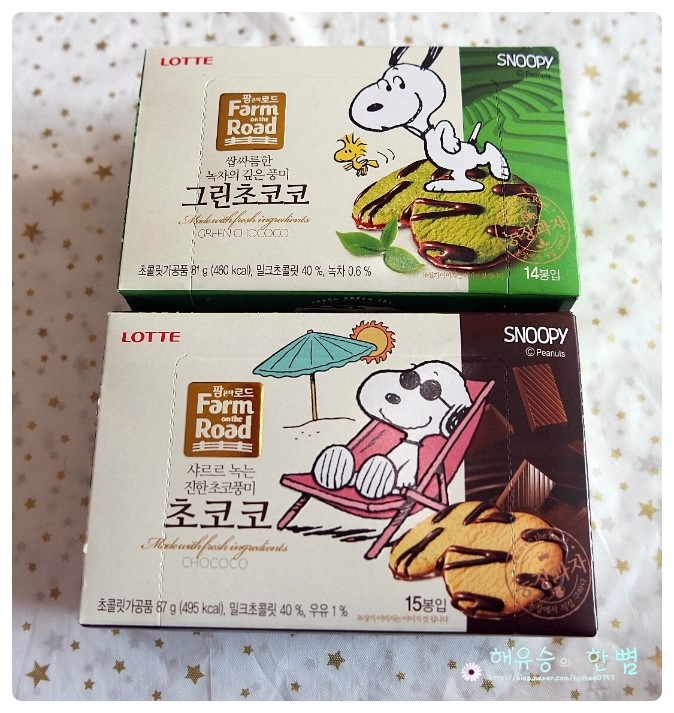 LOTTE
SNOOPY
© Peanuts
팜온더로드
Farm
on the
Road
쌉싸름한
녹차의 깊은 풍미
그린초코코
Made with fresh ingredients
GREEN CHOCOCO
초콜릿가공품 81 g (460 kcal), 밀크초콜릿 40 %, 녹차 0.6 %
14봉입
LOTTE
SNOOPY
© Peanuts
팜온더로드
Farm
on the
Road
샤르르 녹는
진한 초코풍미
초코코
Made with fresh ingredients
CHOCOCO
초콜릿가공품 87 g (495 kcal), 밀크초콜릿 40 %, 우유 1 %
15봉입
해유승의 한뼘